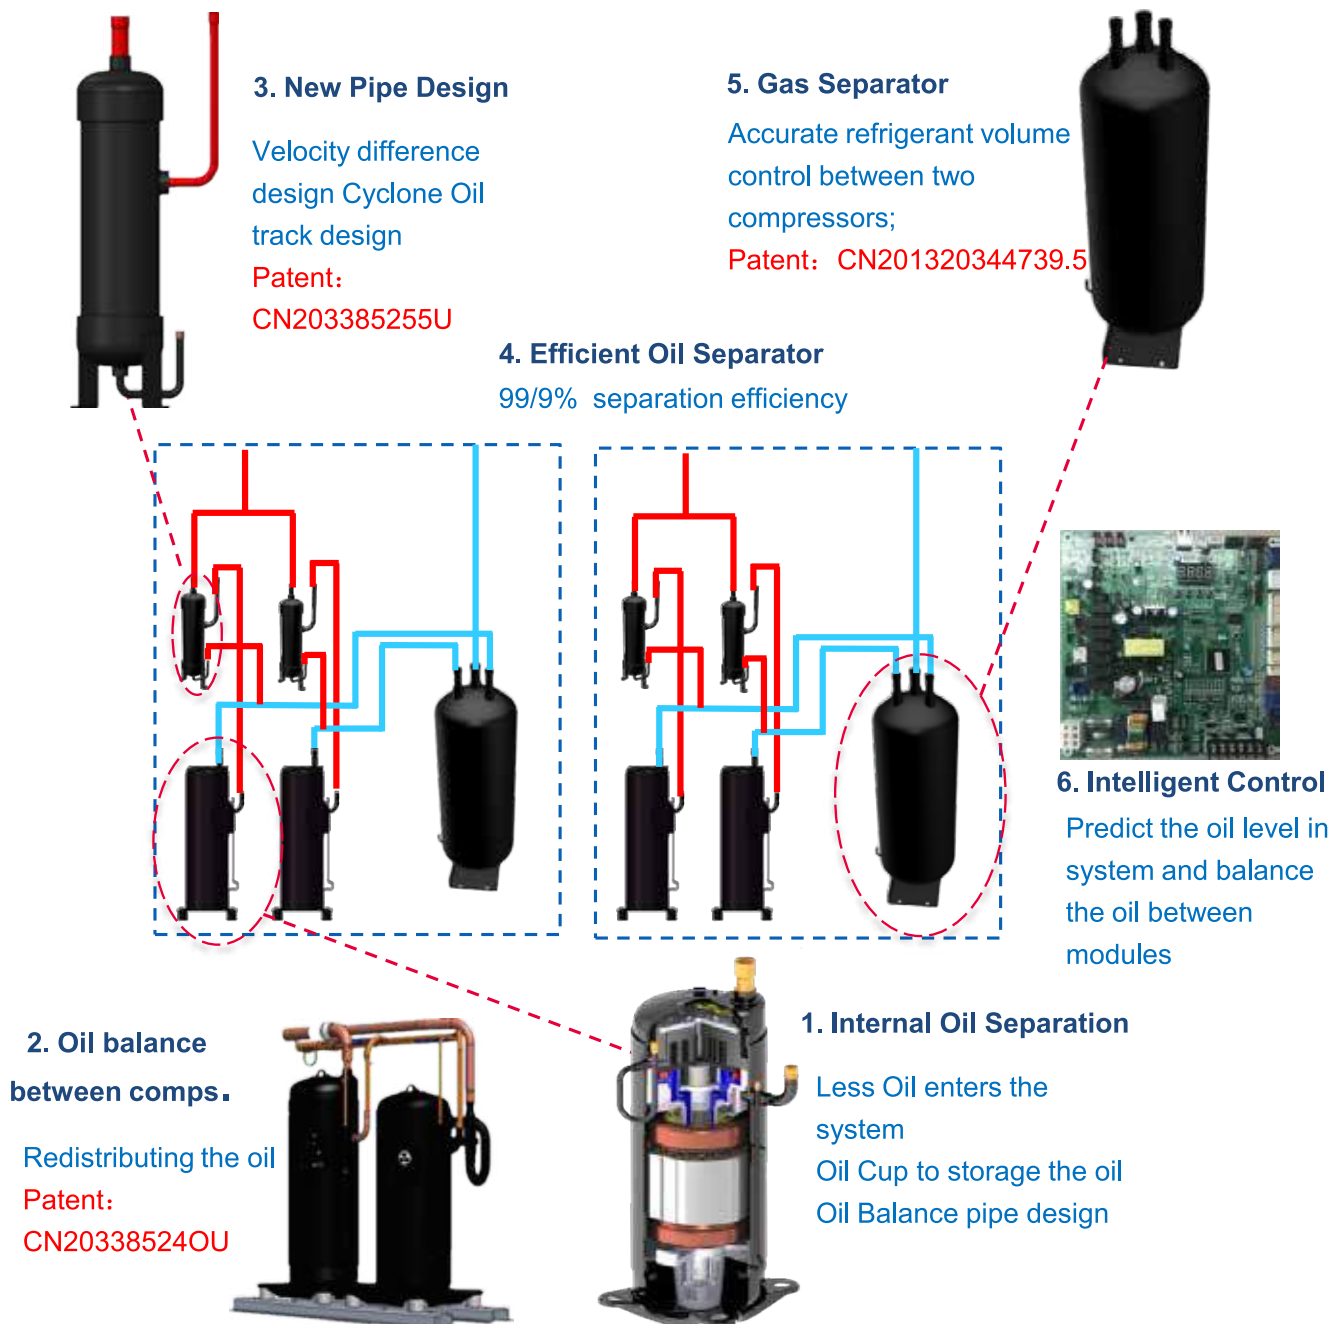 3. New Pipe Design
Velocity difference
design Cyclone Oil
track design
Patent：
CN203385255U
5. Gas Separator
Accurate refrigerant volume
control between two
compressors;
Patent： CN201320344739.5
4. Efficient Oil Separator
99/9% separation efficiency
6. Intelligent Control
Predict the oil level in
system and balance
the oil between
modules
2. Oil balance
between comps.
Redistributing the oil
Patent：
CN20338524OU
1. Internal Oil Separation
Less Oil enters the
system
Oil Cup to storage the oil
Oil Balance pipe design